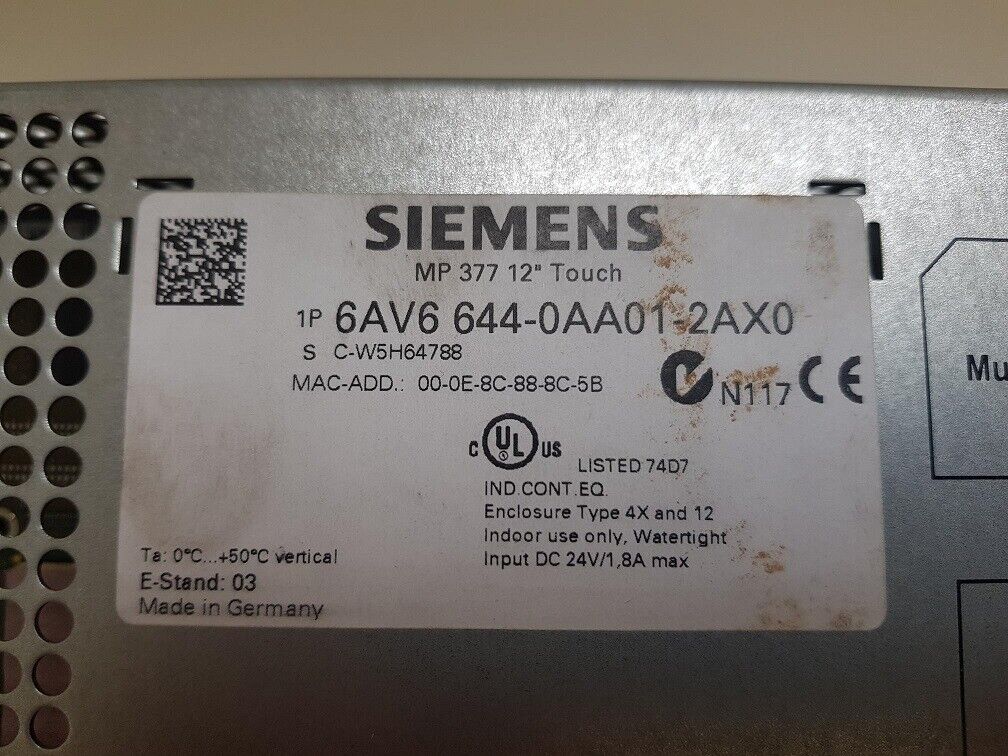 SIEMENS
MP 377 12" Touch
1P 6AV6 644-0AA01-2AX0
S C-W5H64788
MAC-ADD.: 00-0E-8C-88-8C-5B
N117 CE
C UL US
LISTED 74D7
IND.CONT.EQ.
Enclosure Type 4X and 12
Indoor use only, Watertight
Input DC 24V/1,8A max
Ta: 0°C...+50°C vertical
E-Stand: 03
Made in Germany
Mu